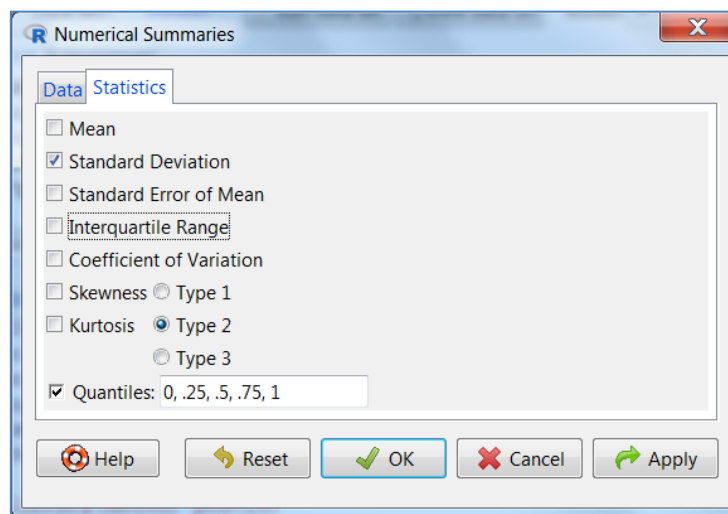 R Numerical Summaries X
Data Statistics
Mean
Standard Deviation
Standard Error of Mean
Interquartile Range
Coefficient of Variation
Skewness Type 1
Kurtosis Type 2
Type 3
Quantiles: 0, .25, .5, .75, 1
Help Reset OK Cancel Apply